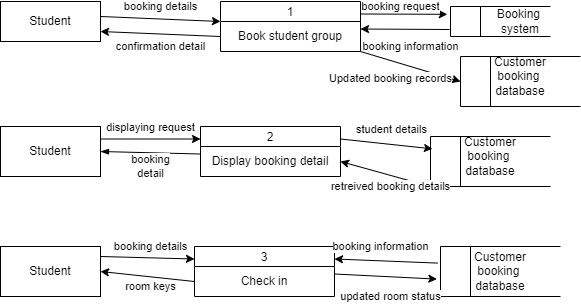 booking details
1
booking request
Student
Booking
system
confirmation detail
Book student group
booking information
Updated booking records
Customer
booking
database
displaying request
2
student details
Student
booking
detail
Display booking detail
Customer
booking
database
retreived booking details
booking details
3
booking information
Student
room keys
Check in
Customer
booking
database
updated room status